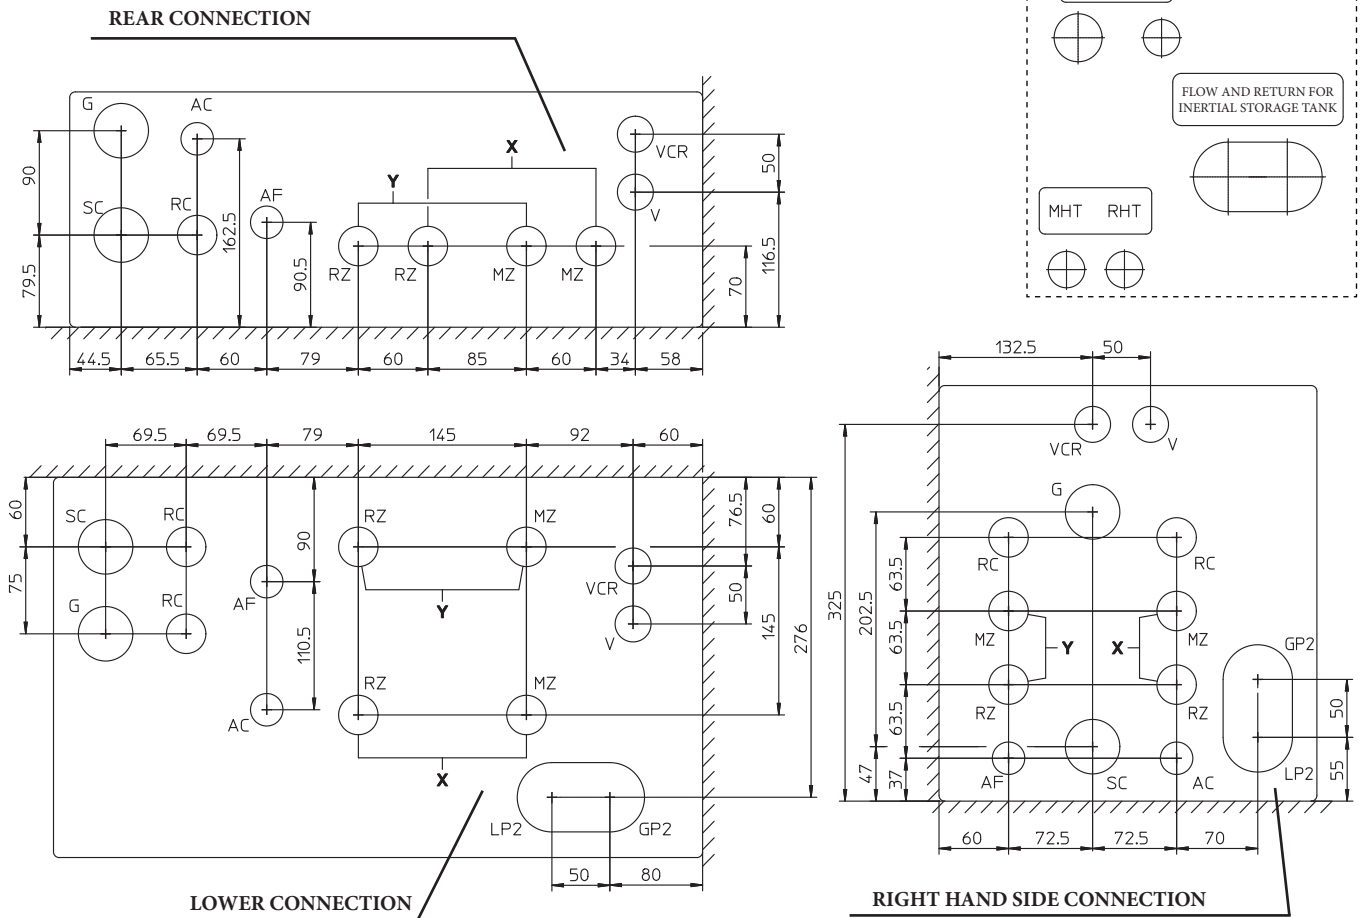 REAR CONNECTION
G
AC
VCR
X
Y
50
90
SC
RC
AF
V
162.5
79.5
90.5
RZ
RZ
MZ
MZ
70
116.5
44.5
65.5
60
79
60
85
60
34
58
FLOW AND RETURN FOR
INERTIAL STORAGE TANK
MHT RHT
69.5
69.5
79
145
92
60
60
SC
RC
RZ
MZ
90
76.5
60
75
G
RC
AF
Y
VCR
50
V
145
276
110.5
RZ
MZ
AC
X
LP2
GP2
50
80
LOWER CONNECTION
132.5
50
VCR
V
G
RC
RC
325
202.5
63.5
MZ
Y
X
MZ
GP2
63.5
RZ
RZ
50
63.5
47
37
AF
SC
AC
LP2
55
60
72.5
72.5
70
RIGHT HAND SIDE CONNECTION